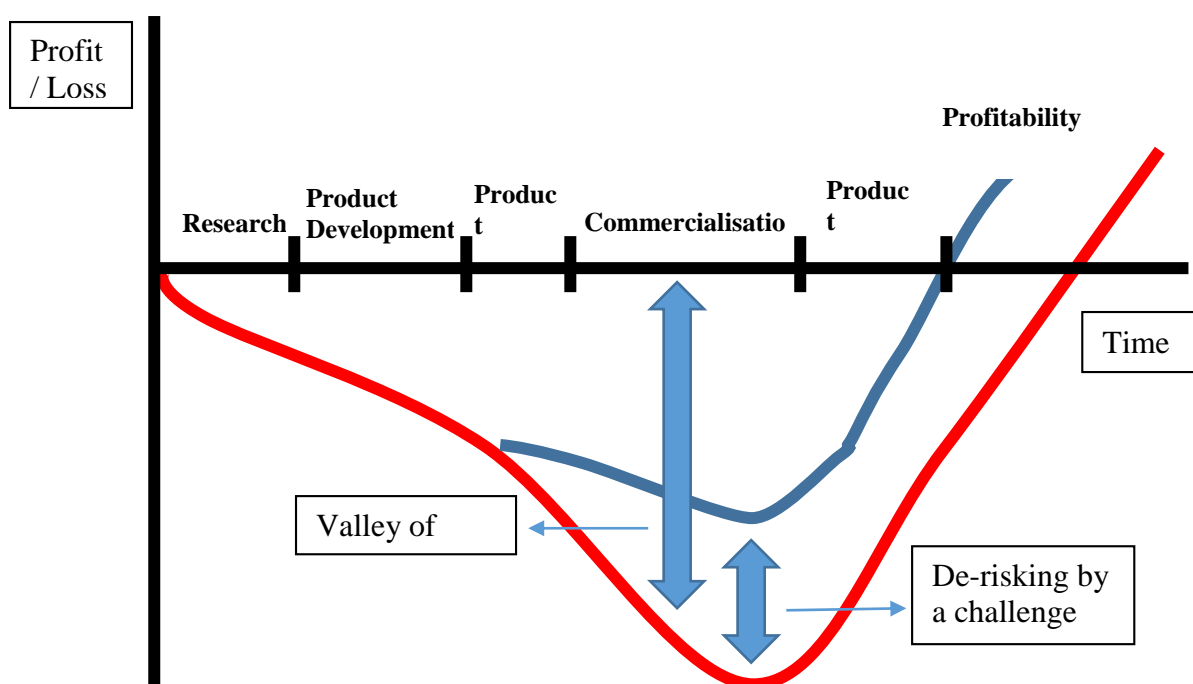 Profit
/ Loss
Profitability
Research
Product
Development
Produc
t
Commercialisatio
Produc
t
Time
Valley of
De-risking by
a challenge